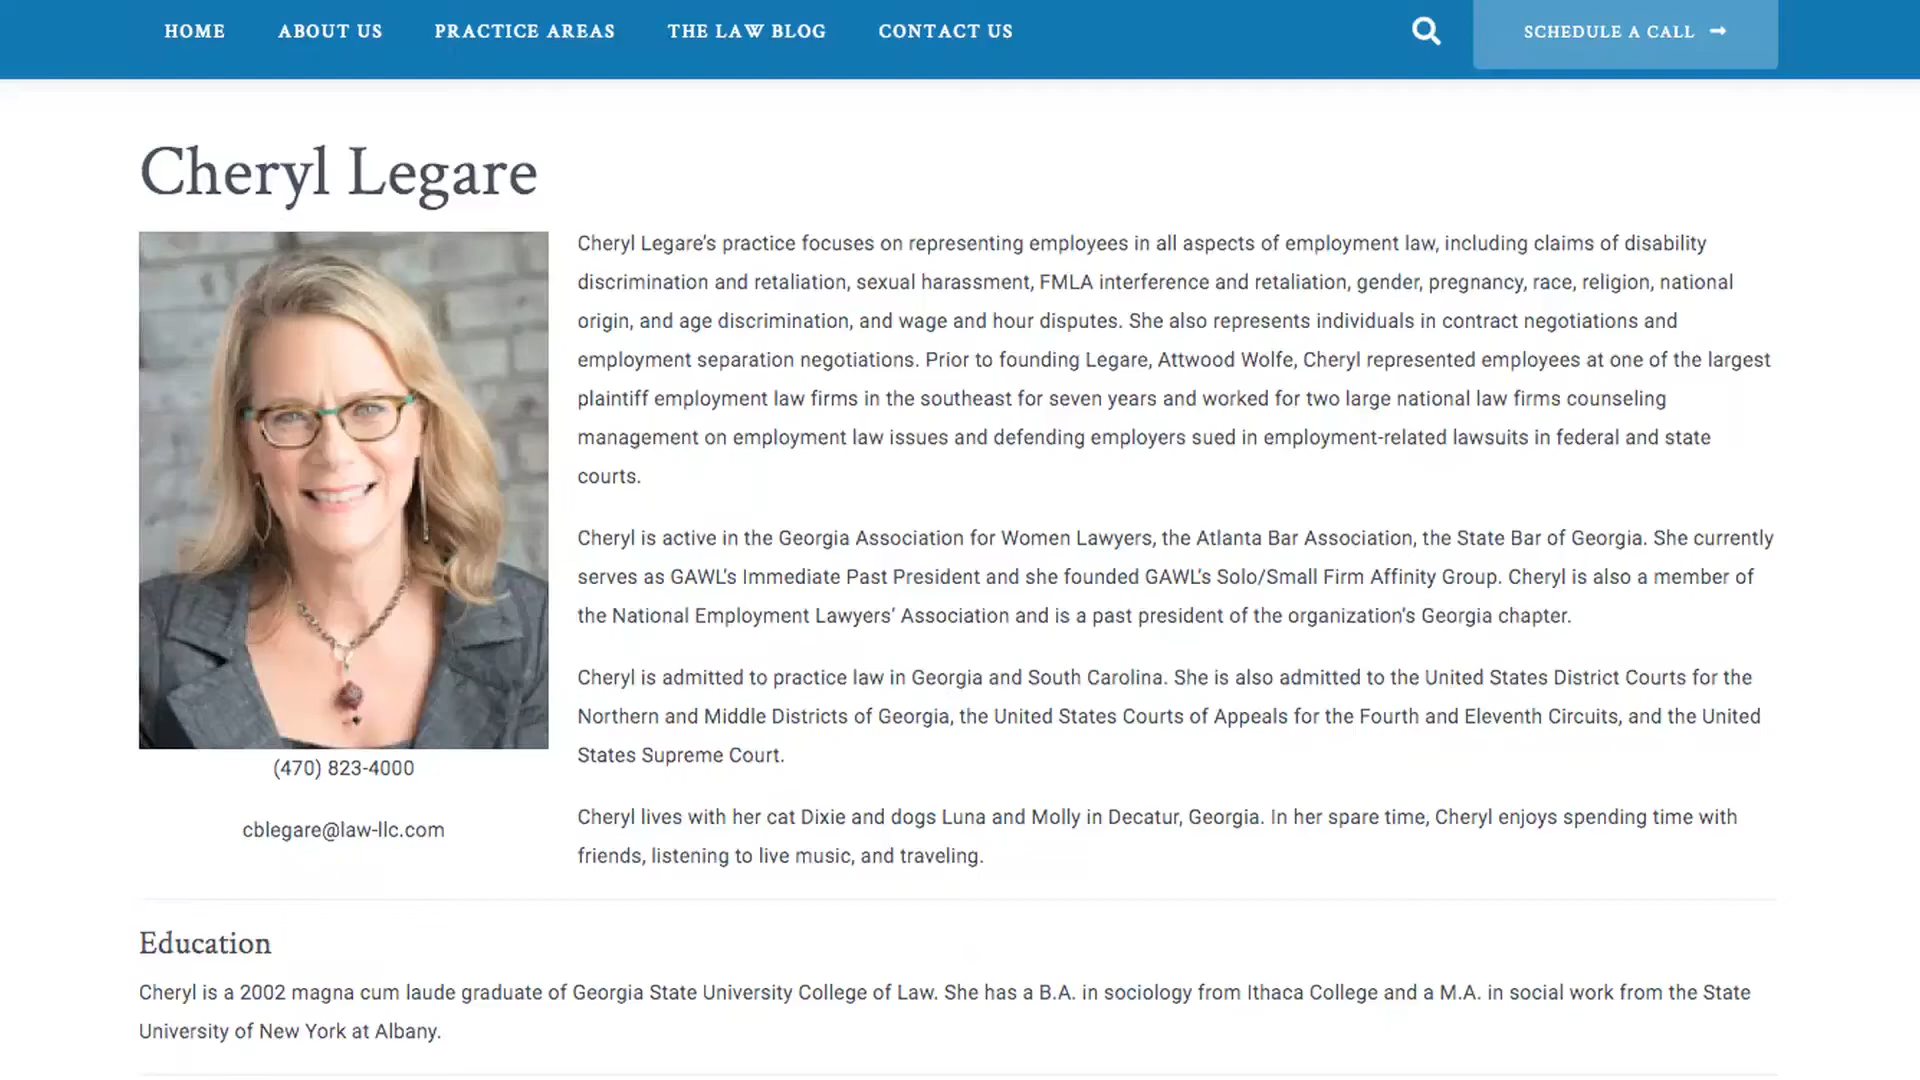 HOME ABOUT US PRACTICE AREAS THE LAW BLOG CONTACT US SCHEDULE A CALL →
Cheryl Legare
Cheryl Legare's practice focuses on representing employees in all aspects of employment law, including claims of disability
discrimination and retaliation, sexual harassment, FMLA interference and retaliation, gender, pregnancy, race, religion, national
origin, and age discrimination, and wage and hour disputes. She also represents individuals in contract negotiations and
employment separation negotiations. Prior to founding Legare, Attwood Wolfe, Cheryl represented employees at one of the largest
plaintiff employment law firms in the southeast for seven years and worked for two large national law firms counseling
management on employment law issues and defending employers sued in employment-related lawsuits in federal and state
courts.
Cheryl is active in the Georgia Association for Women Lawyers, the Atlanta Bar Association, the State Bar of Georgia. She currently
serves as GAWL's Immediate Past President and she founded GAWL's Solo/Small Firm Affinity Group. Cheryl is also a member of
the National Employment Lawyers' Association and is a past president of the organization's Georgia chapter.
Cheryl is admitted to practice law in Georgia and South Carolina. She is also admitted to the United States District Courts for the
Northern and Middle Districts of Georgia, the United States Courts of Appeals for the Fourth and Eleventh Circuits, and the United
States Supreme Court.
Cheryl lives with her cat Dixie and dogs Luna and Molly in Decatur, Georgia. In her spare time, Cheryl enjoys spending time with
friends, listening to live music, and traveling.
(470) 823-4000
cblegare@law-llc.com
Education
Cheryl is a 2002 magna cum laude graduate of Georgia State University College of Law. She has a B.A. in sociology from Ithaca College and a M.A. in social work from the State
University of New York at Albany.